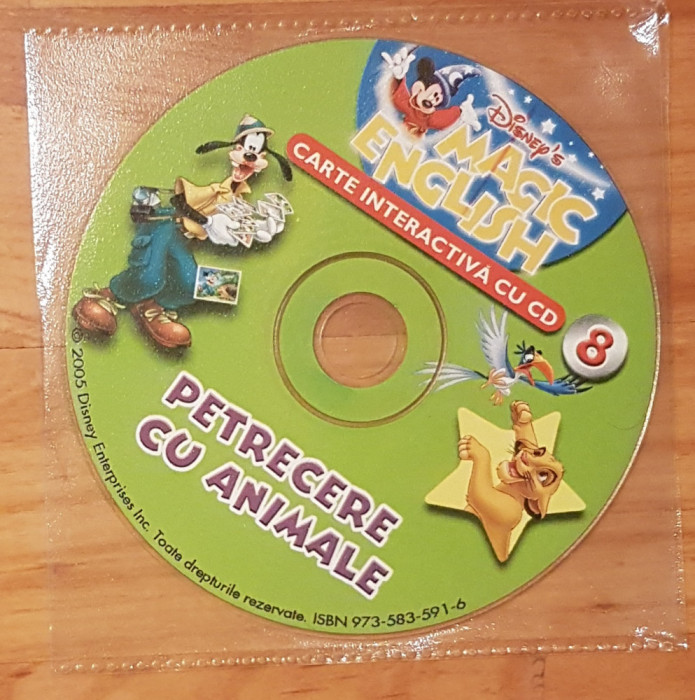 Disney's
MAGIC
ENGLISH
CARTE INTERACTIVĂ CU CD
8
PETRECERE
CU ANIMALE
© 2005 Disney Enterprises Inc. Toate drepturile rezervate. ISBN 973-583-591-6